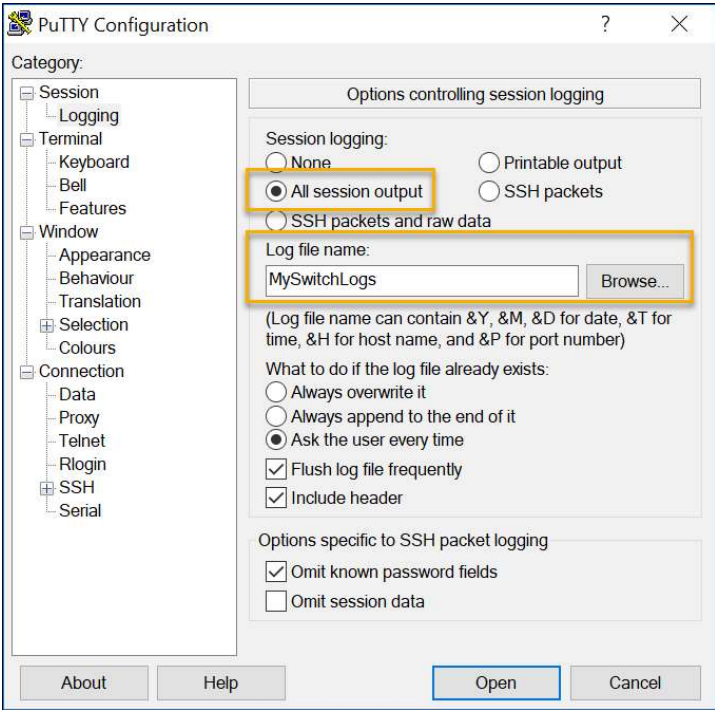 PuTTY Configuration
?
Category:
Session
Logging
Terminal
Keyboard
Bell
Features
Window
Appearance
Behaviour
Translation
Selection
Colours
Connection
Data
Proxy
Telnet
Rlogin
SSH
Serial
Options controlling session logging
Session logging:
None
Printable output
All session output
SSH packets
SSH packets and raw data
Log file name:
MySwitchLogs
Browse...
(Log file name can contain &Y, &M, &D for date, &T for
time, &H for host name, and &P for port number)
What to do if the log file already exists:
Always overwrite it
Always append to the end of it
Ask the user every time
Flush log file frequently
Include header
Options specific to SSH packet logging
Omit known password fields
Omit session data
About
Help
Open
Cancel